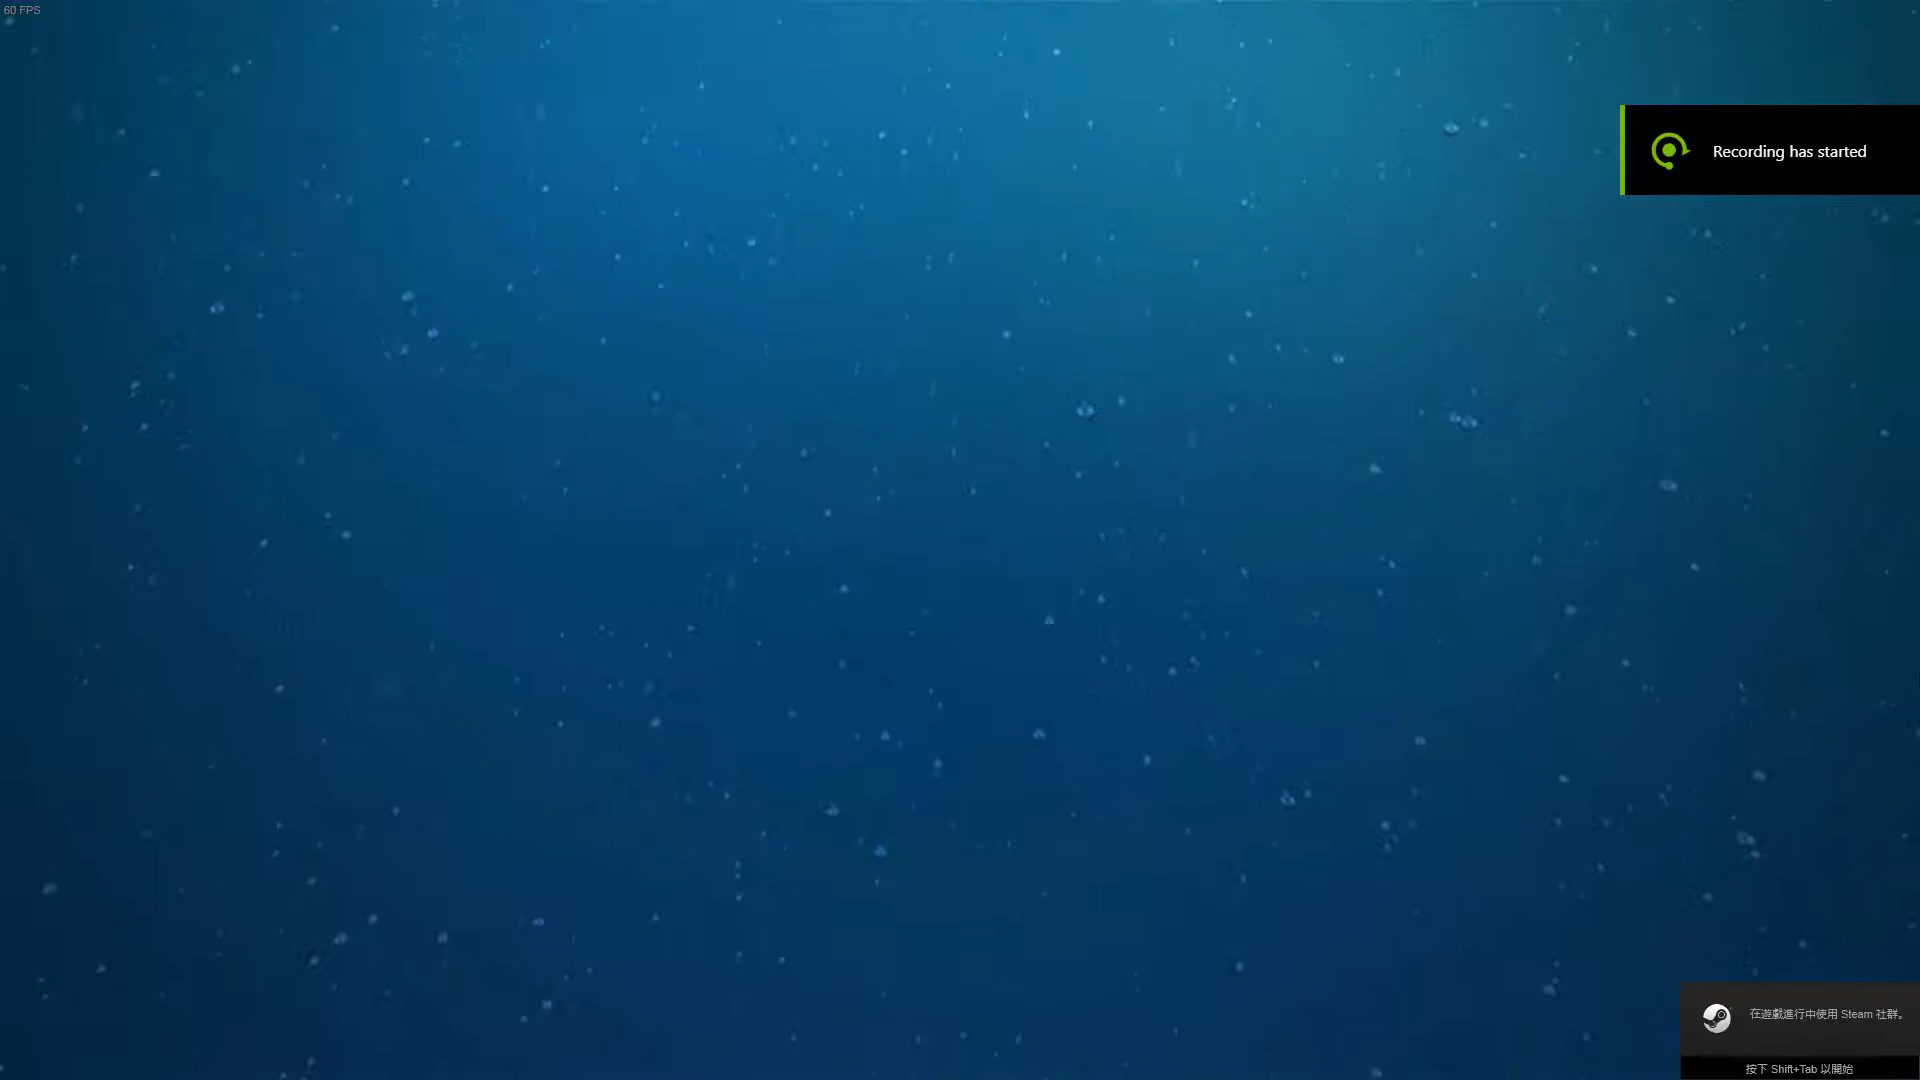 60 FPS
Recording has started
在遊戲進行中使用 Steam 社群。
按下 Shift+Tab 以開始